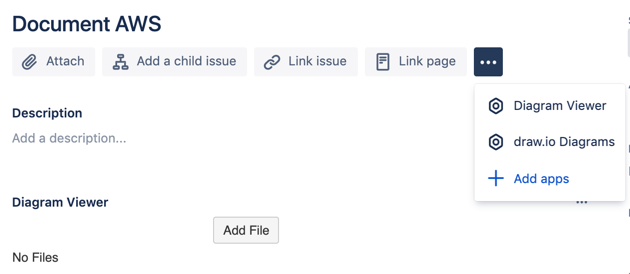 Document AWS
Attach Add a child issue Link issue Link page
Diagram Viewer
draw.io Diagrams
Add apps
Description
Add a description...
Diagram Viewer
Add File
No Files